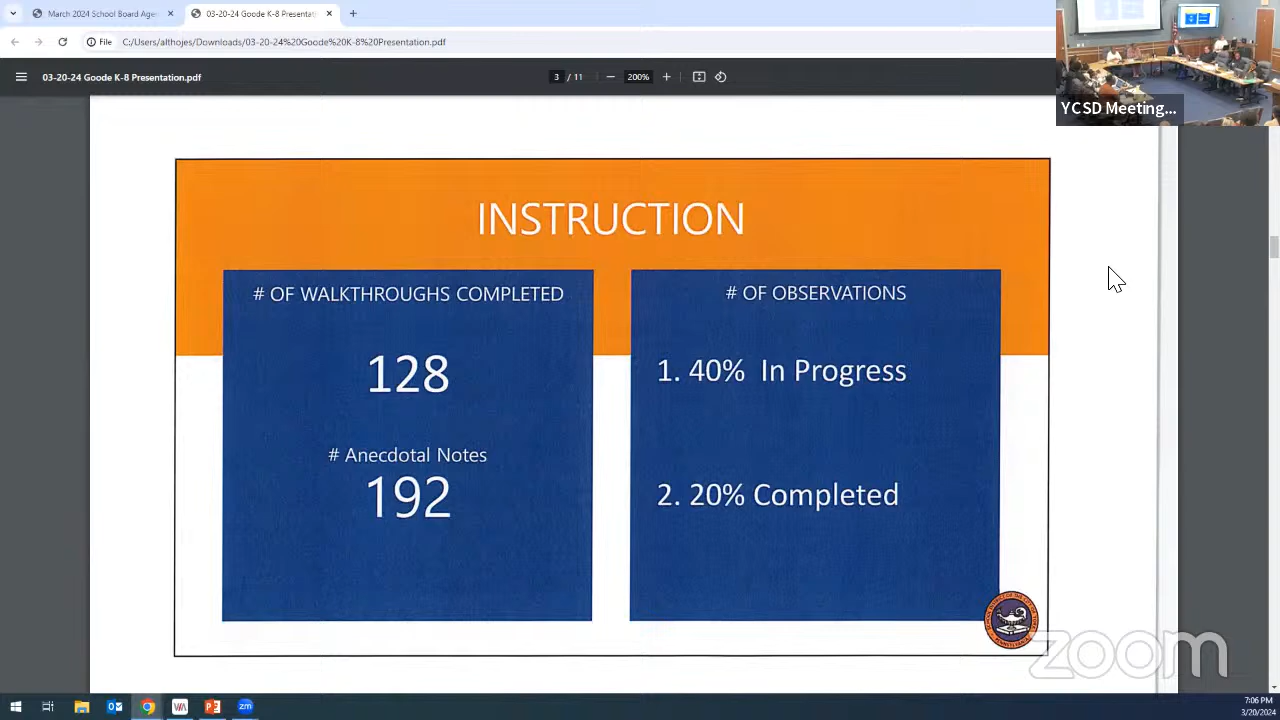 March 2024 School Board Age
03-20-24 Goode K-8 Presentati
File
C:/Users/althojes/Downloads/03-20-24%20Goode%20K-8%20Presentation.pdf
03-20-24 Goode K-8 Presentation.pdf
3 / 11
200%
YCSD Meeting...
INSTRUCTION
# OF WALKTHROUGHS COMPLETED
128
# Anecdotal Notes
192
# OF OBSERVATIONS
1. 40% In Progress
2. 20% Completed
zoom
7:06 PM
3/20/2024